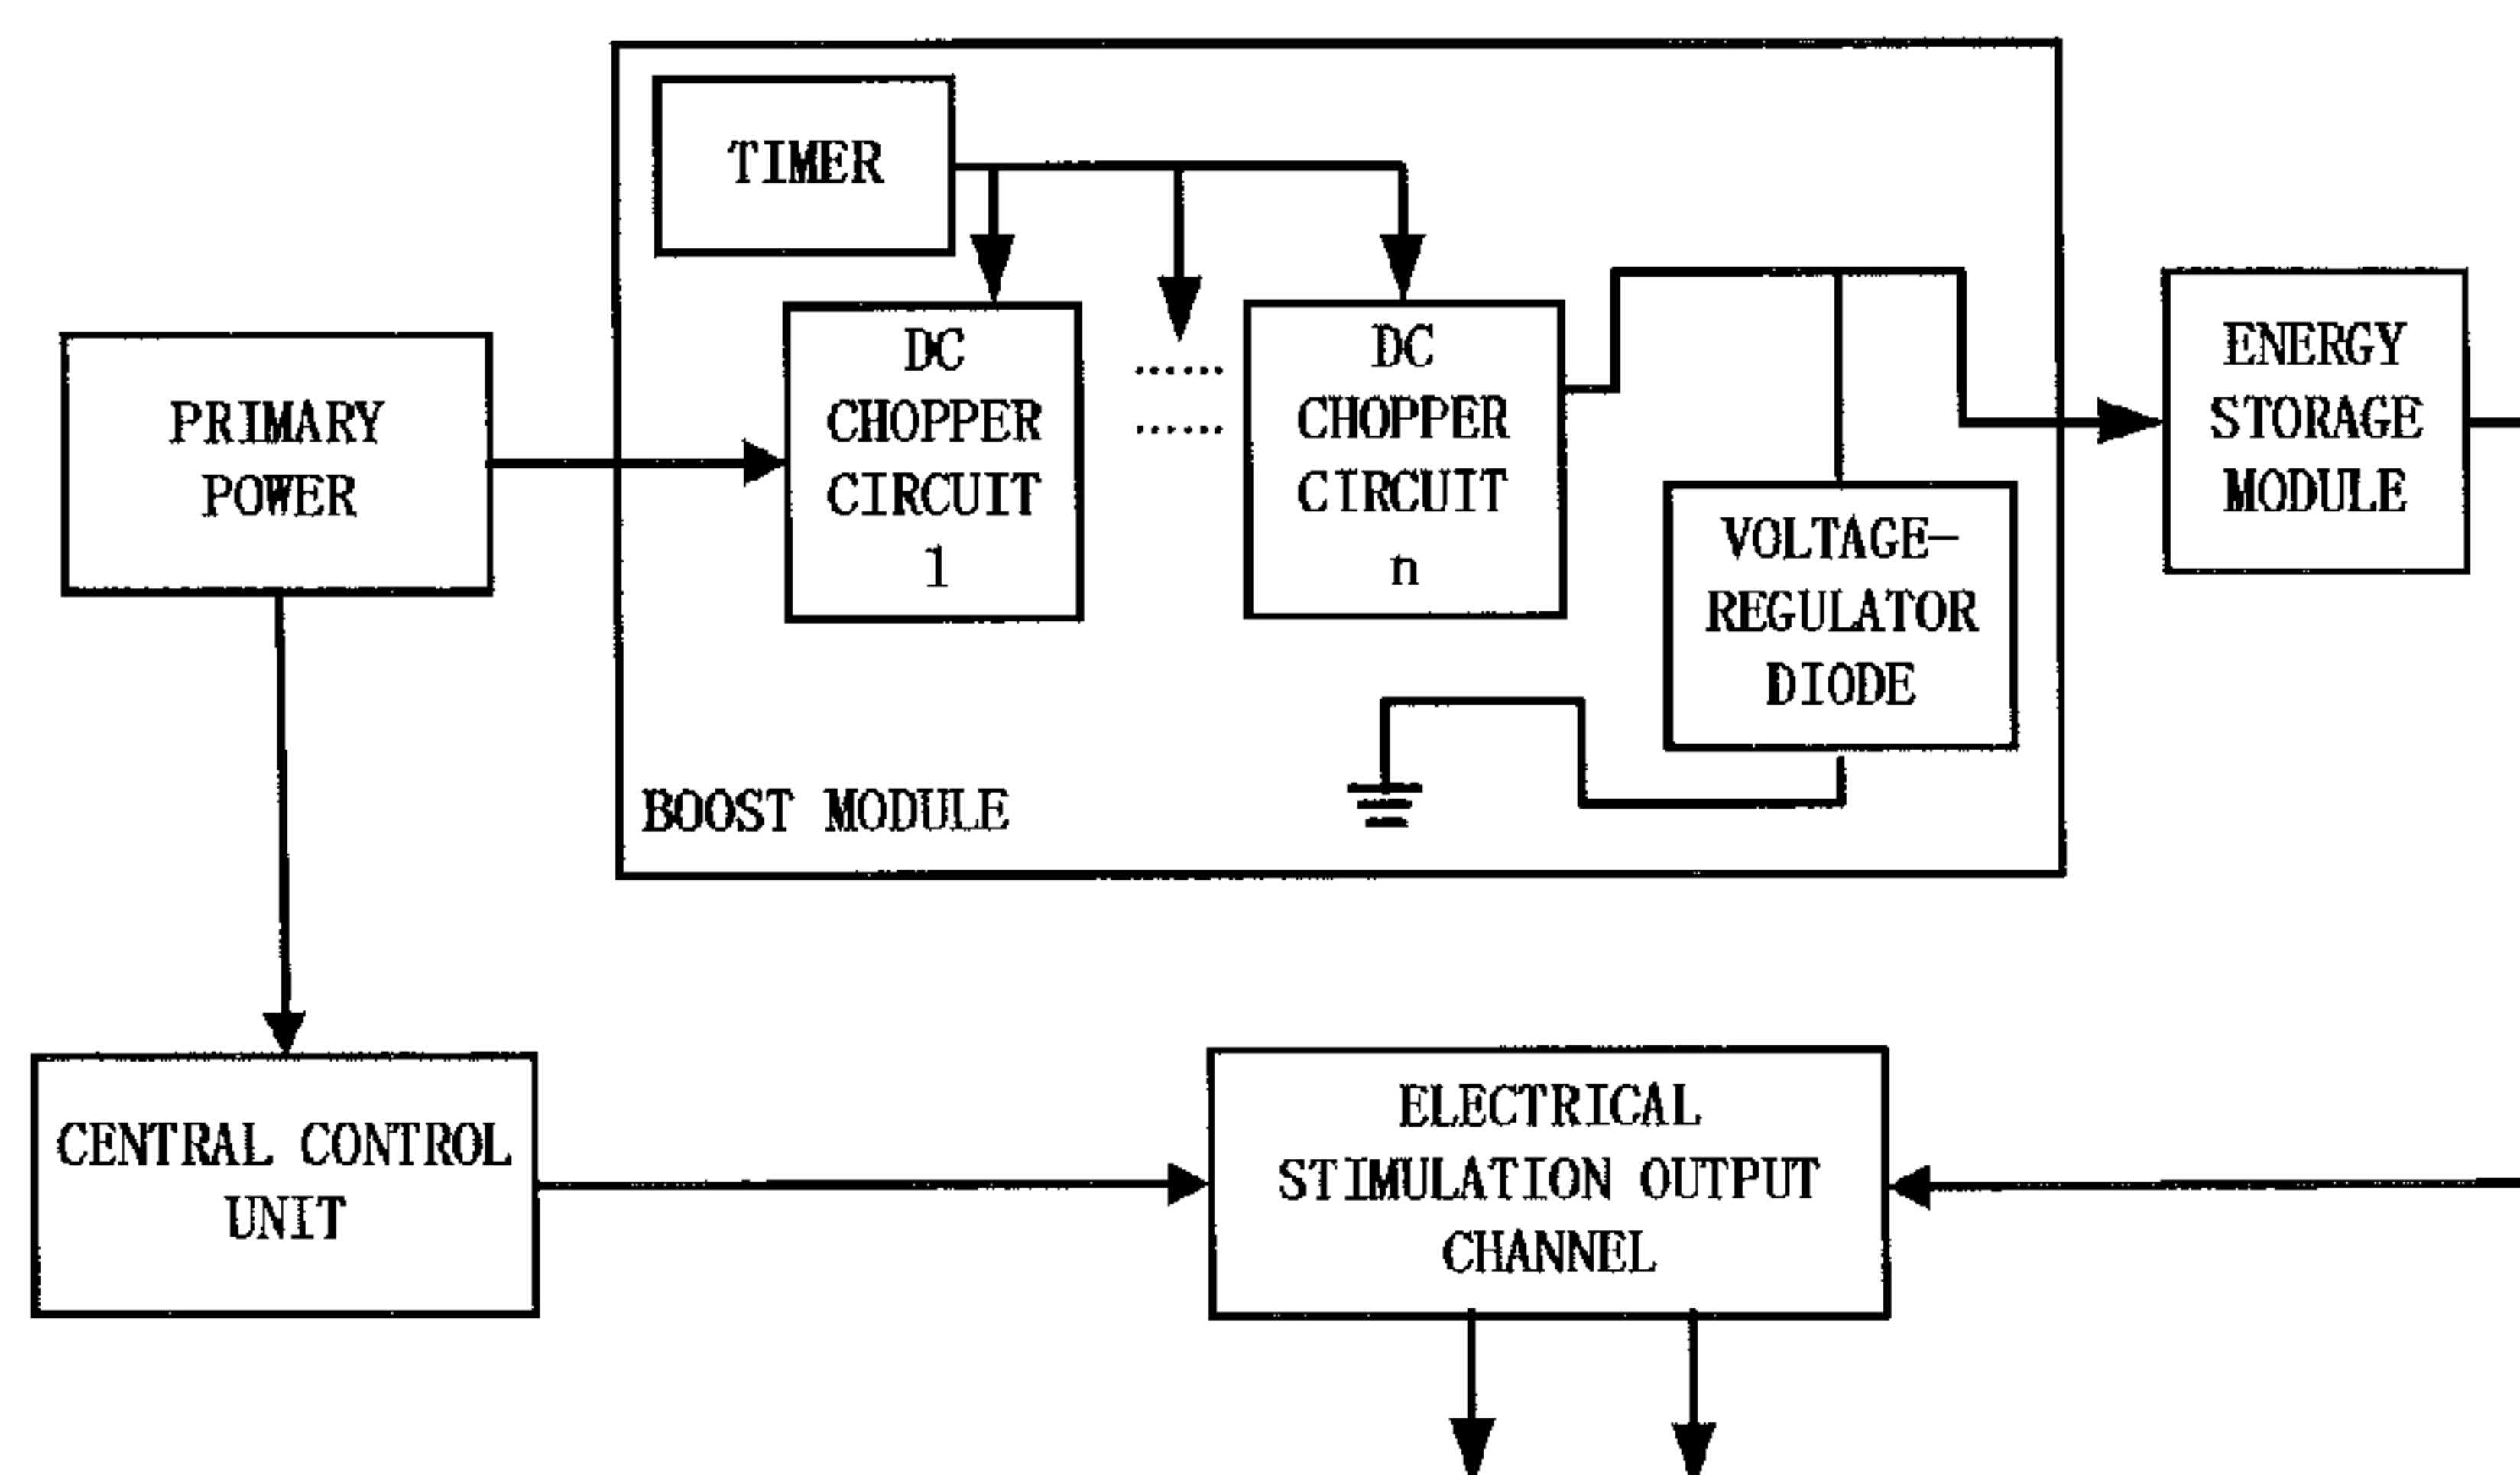 TIMER
PRIMARY
POWER
DC
CHOPPER
CIRCUIT
1
......
......
DC
CHOPPER
CIRCUIT
n
VOLTAGE-
REGULATOR
DIODE
ENERGY
STORAGE
MODULE
BOOST MODULE
CENTRAL CONTROL
UNIT
ELECTRICAL
STIMULATION OUTPUT
CHANNEL